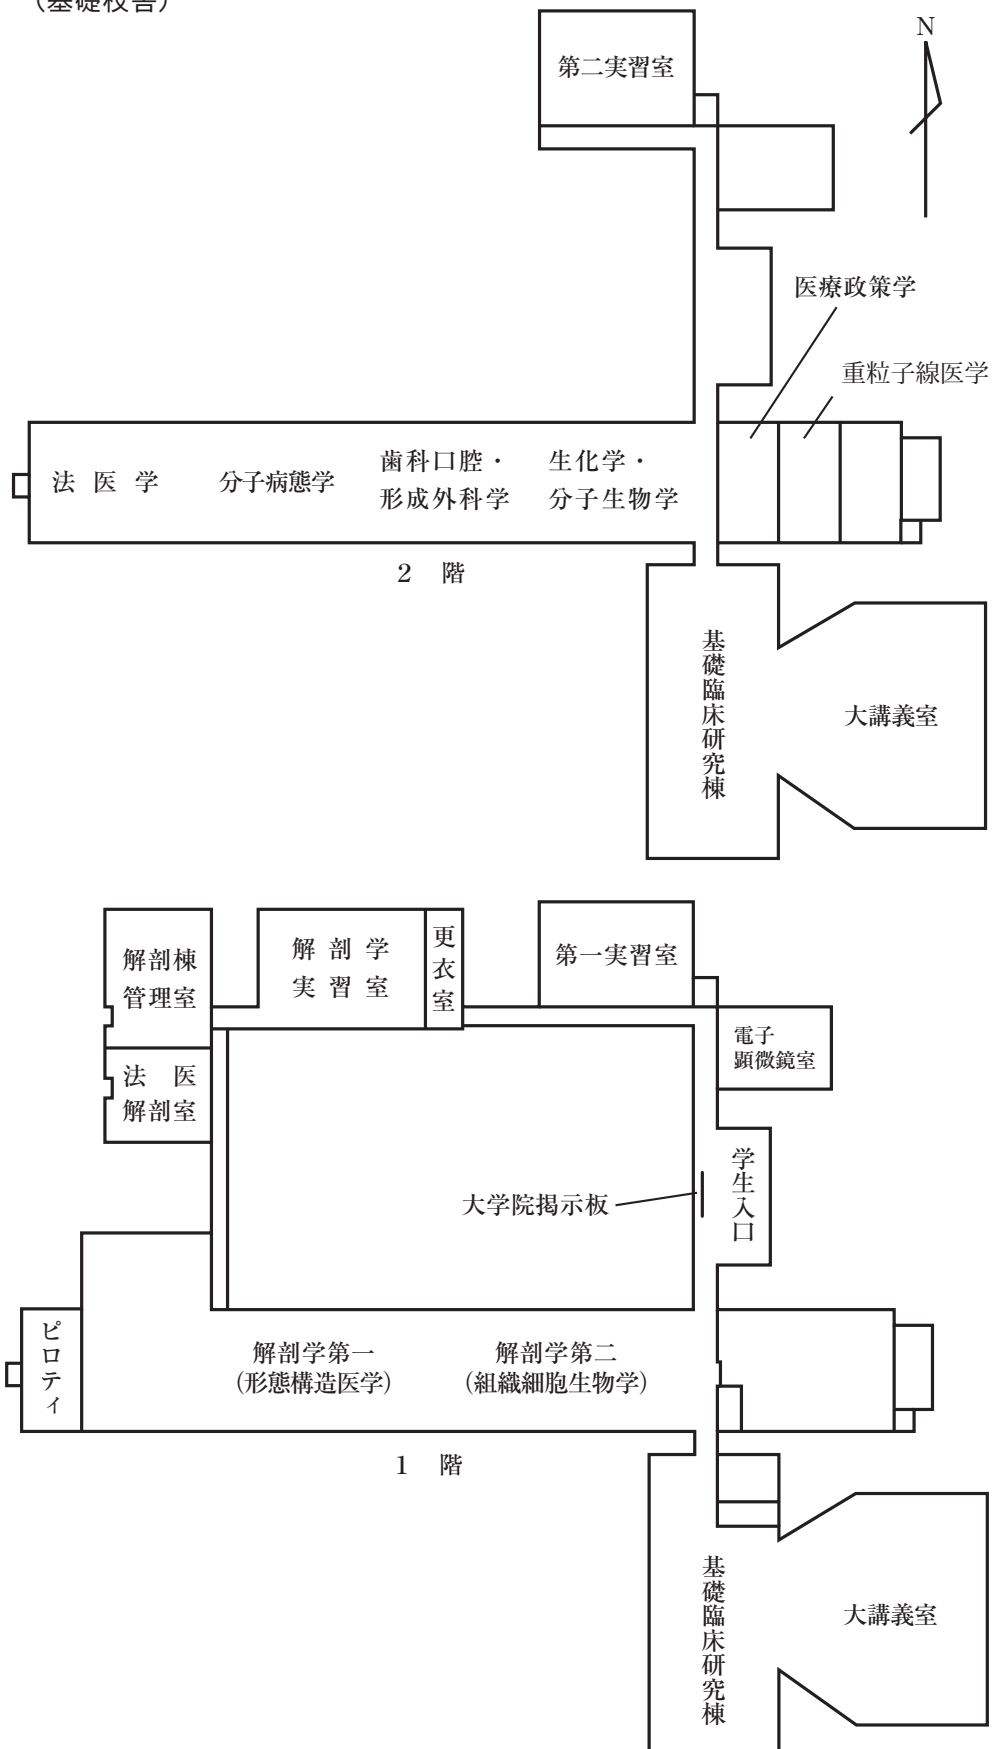 （基礎校舎）
N
第二実習室
医療政策学
重粒子線医学
法医学
分子病態学
歯科口腔・
形成外科学
生化学・
分子生物学
2 階
基礎臨床研究棟
大講義室
解剖棟
管理室
解剖学
実習室
更衣室
第一実習室
電子
顕微鏡室
法 医
解剖室
学生入口
大学院掲示板
ピロティ
解剖学第一
(形態構造医学)
解剖学第二
(組織細胞生物学)
1 階
基礎臨床研究棟
大講義室